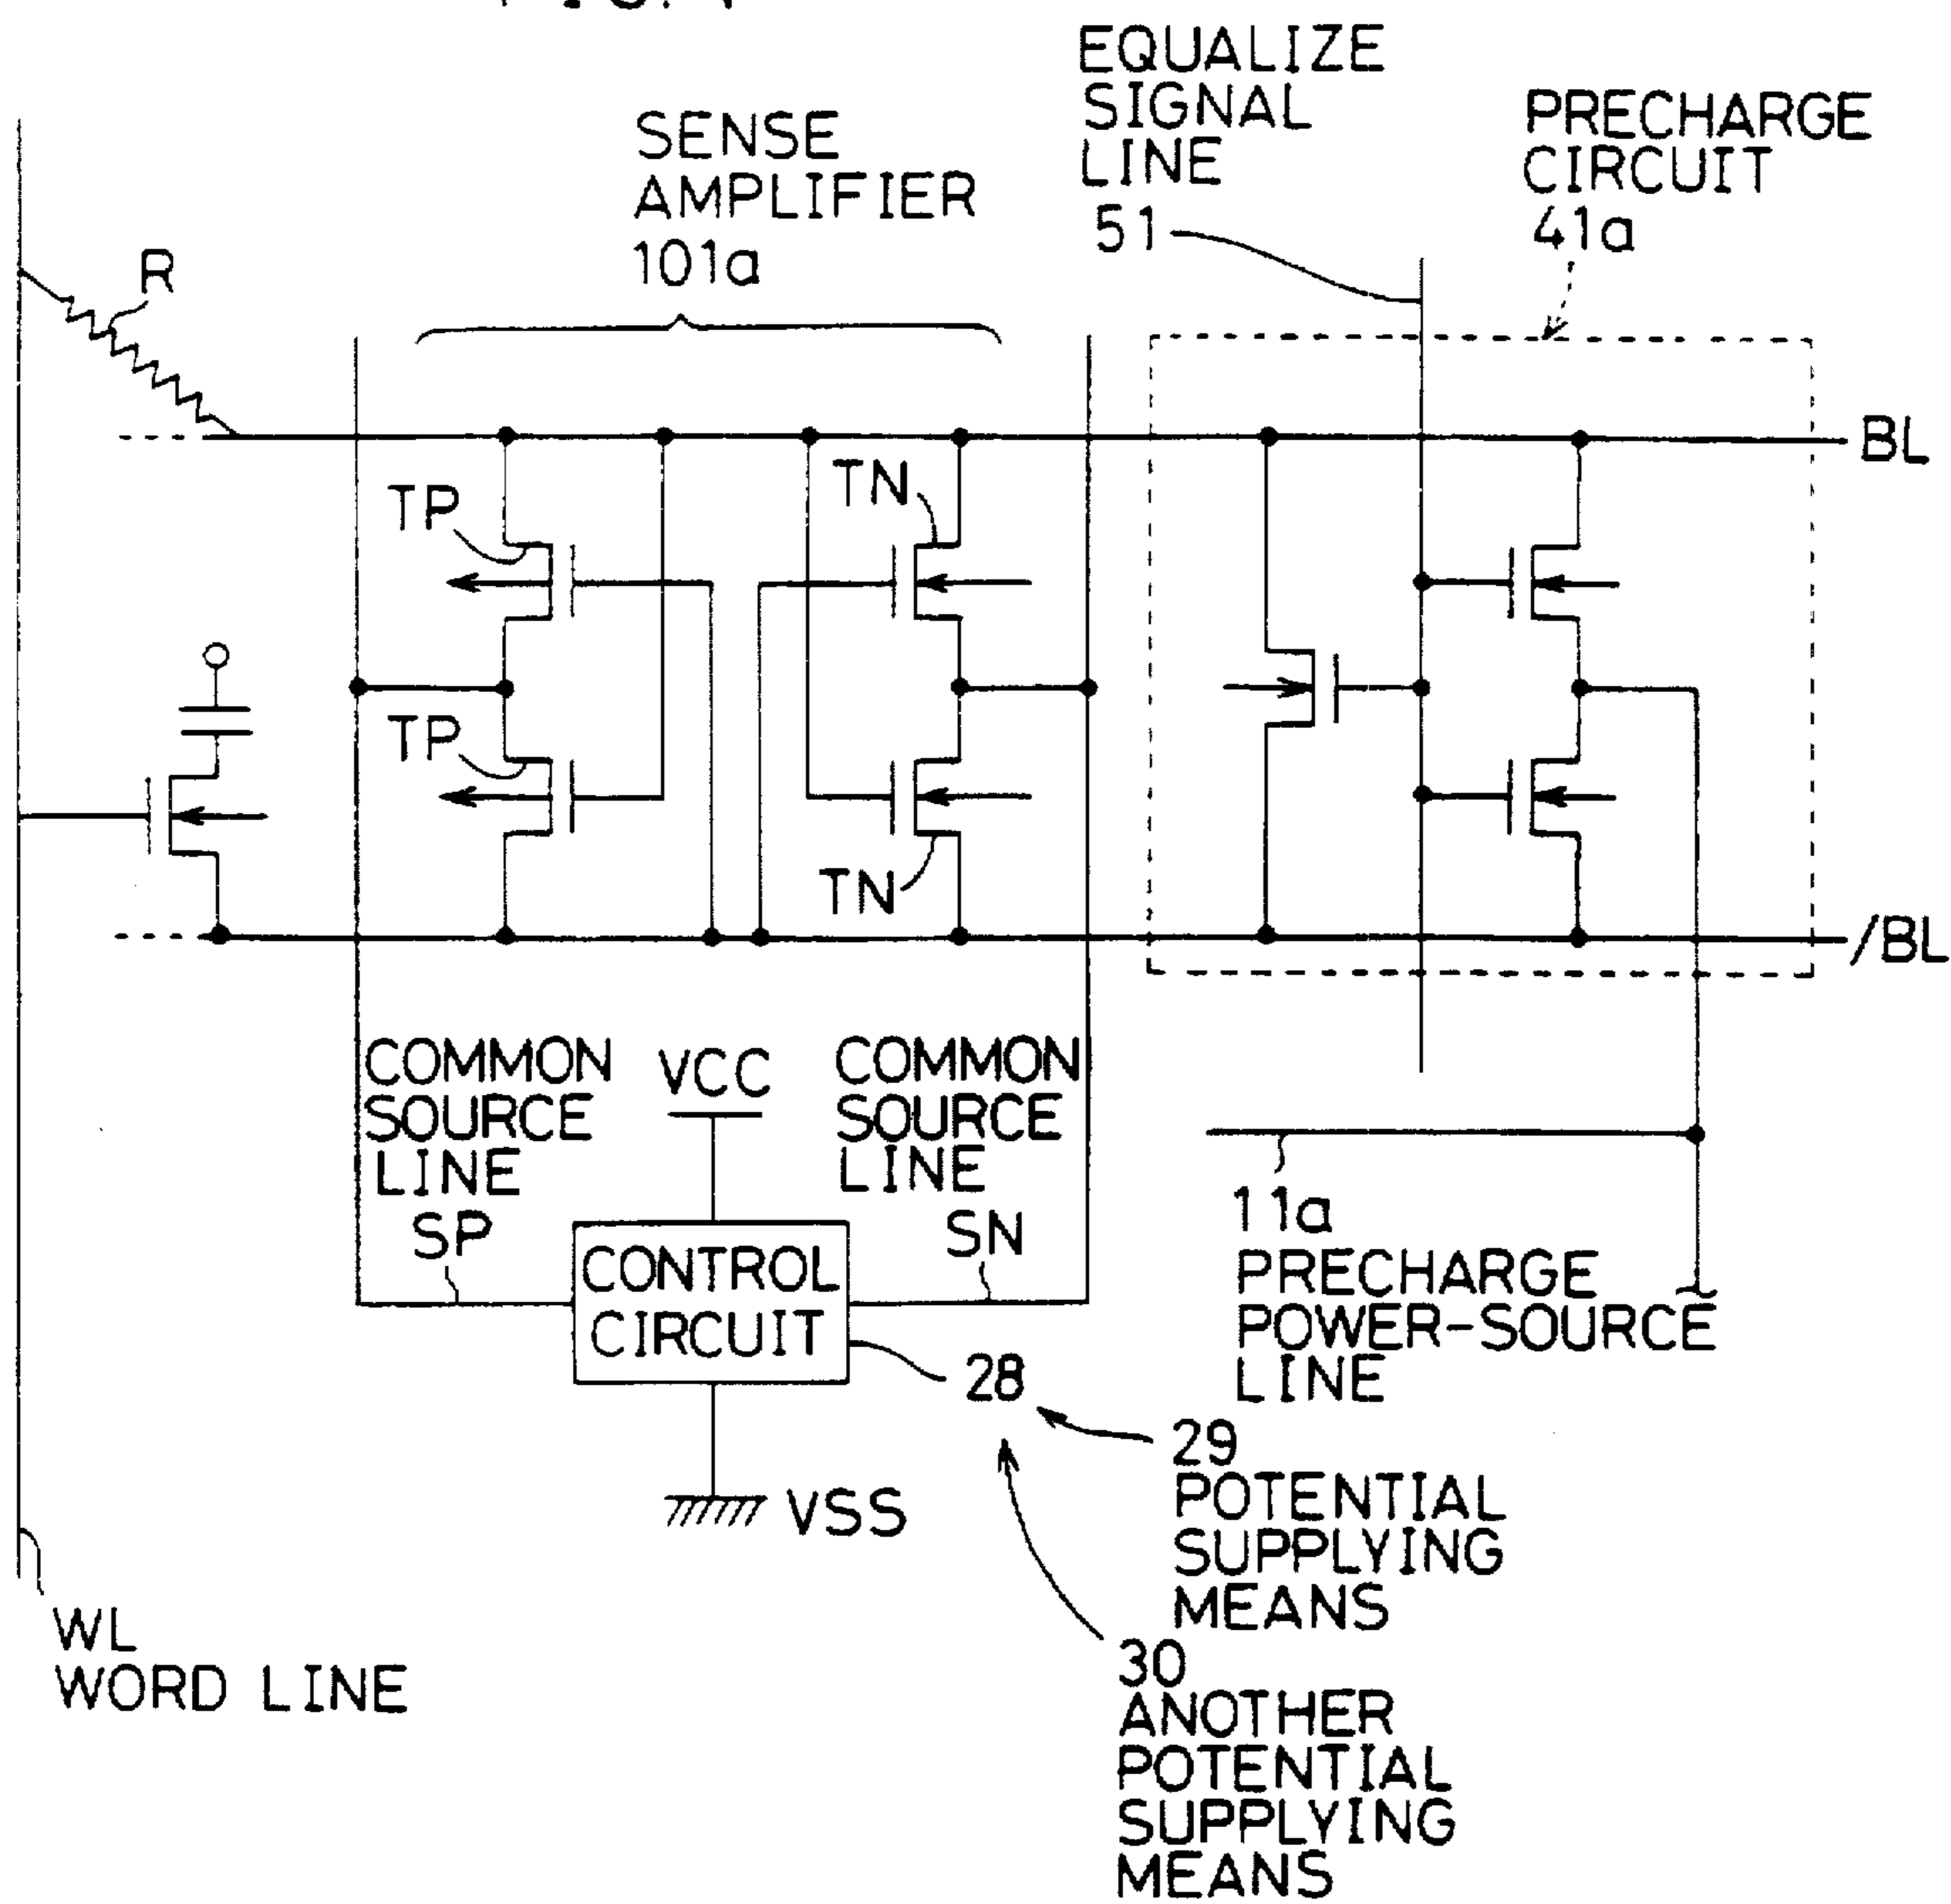 EQUALIZE
SIGNAL
LINE
51
PRECHARGE
CIRCUIT
41a
SENSE
AMPLIFIER
101a
R
BL
TP
TN
TP
TN
/BL
COMMON
SOURCE
LINE
SP
VCC
COMMON
SOURCE
LINE
SN
CONTROL
CIRCUIT
28
VSS
11a
PRECHARGE
POWER-SOURCE
LINE
29
POTENTIAL
SUPPLYING
MEANS
30
ANOTHER
POTENTIAL
SUPPLYING
MEANS
WL
WORD LINE